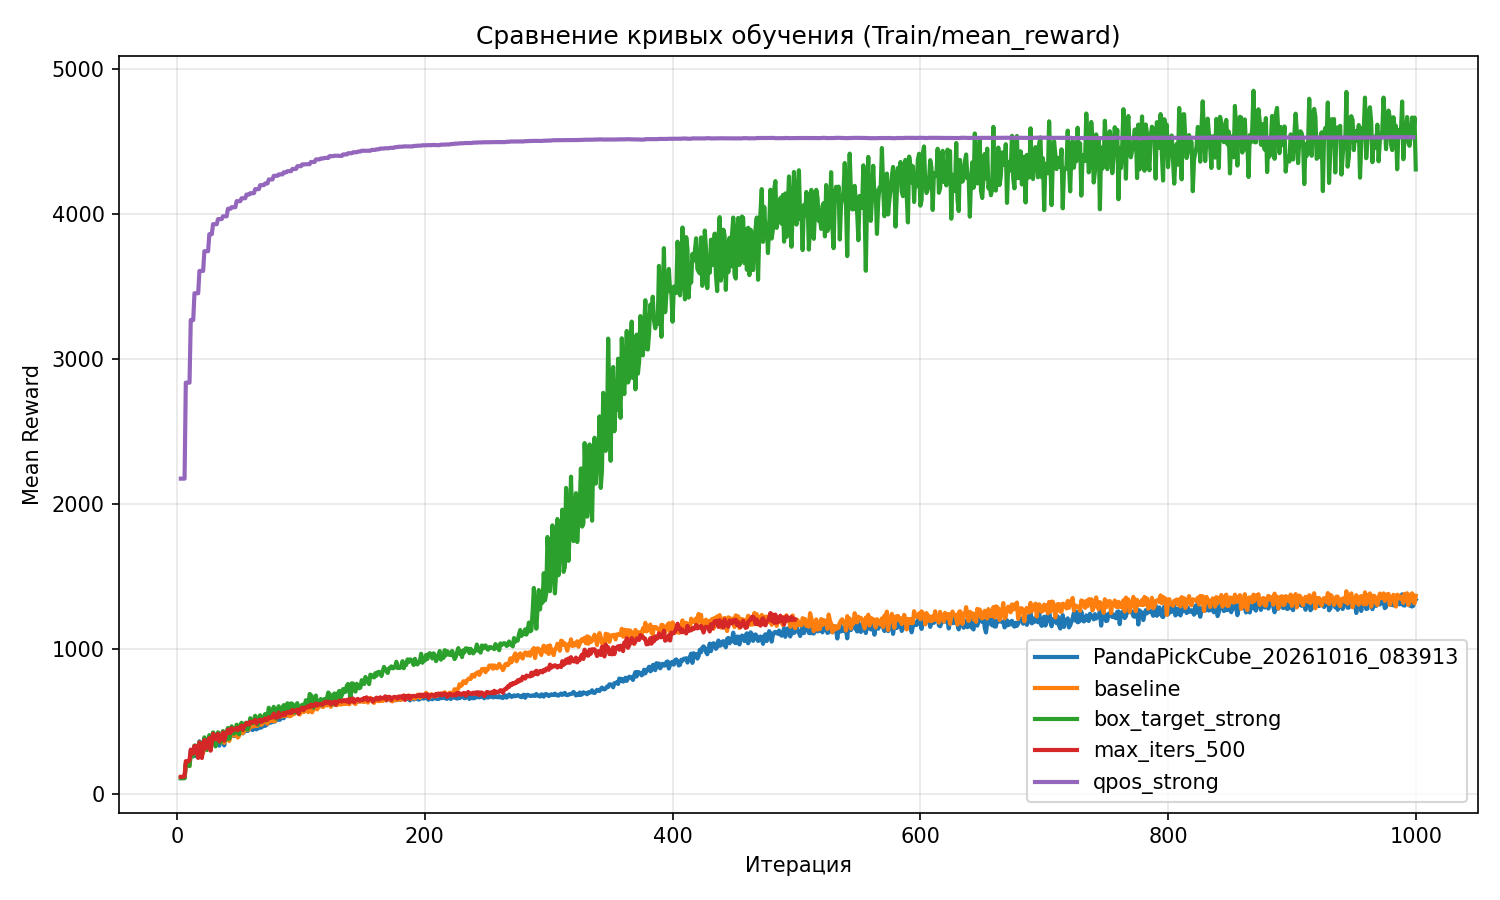 Сравнение кривых обучения (Train/mean_reward)
5000
4000
3000
2000
1000
0
Mean Reward
0 200 400 600 800 1000
Итерация
PandaPickCube_20261016_083913
baseline
box_target_strong
max_iters_500
qpos_strong